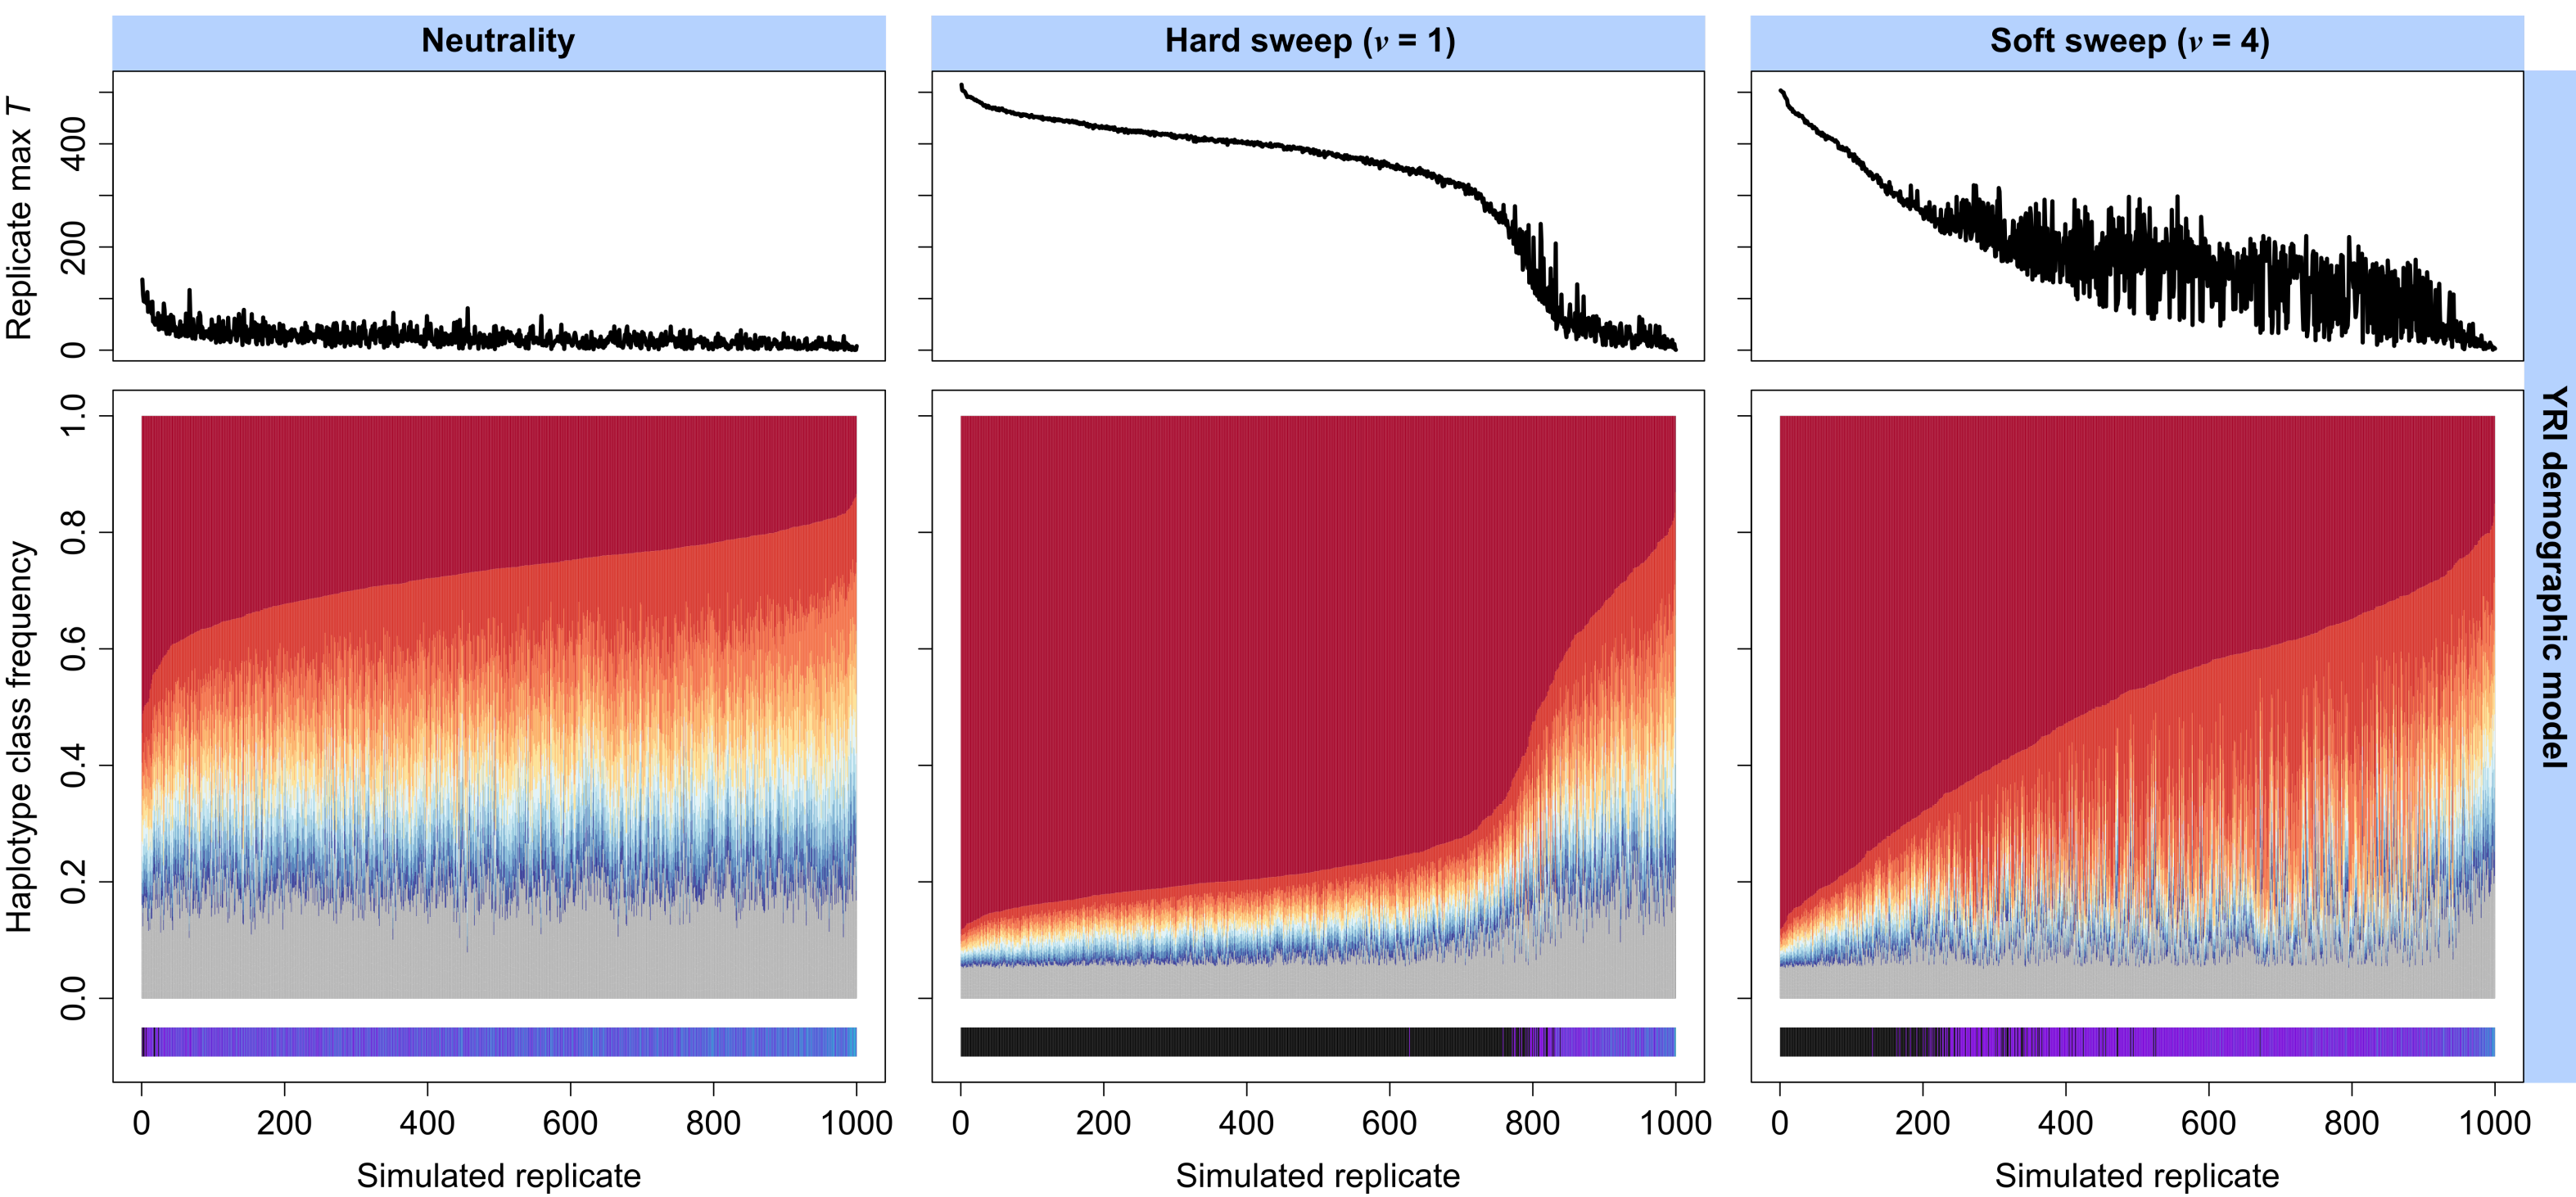 Neutrality
Hard sweep (ν = 1)
Soft sweep (ν = 4)
YRI demographic model
Replicate max T
400
200
0
Haplotype class frequency
1.0
0.8
0.6
0.4
0.2
0.0
0 200 400 600 800 1000
0 200 400 600 800 1000
0 200 400 600 800 1000
Simulated replicate
Simulated replicate
Simulated replicate